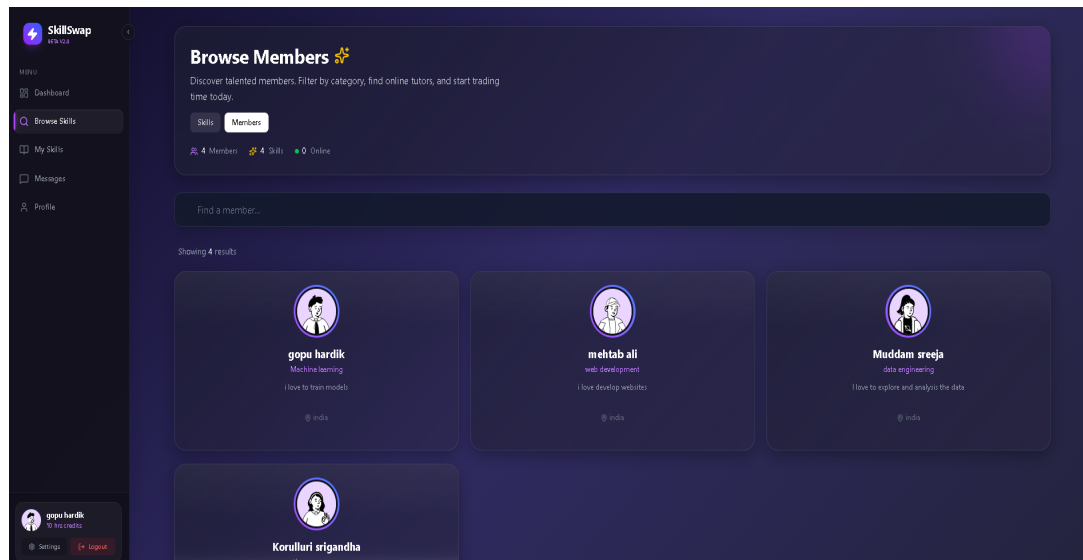 SkillSwap
BETA V2.0
MENU
Dashboard
Browse Skills
My Skills
Messages
Profile
gopu hardik
10 hrs credits
Settings
Logout
Browse Members
Discover talented members. Filter by category, find online tutors, and start trading
time today.
Skills Members
4 Members 4 Skills 0 Online
Find a member...
Showing 4 results
gopu hardik
Machine learning
i love to train models
india
mehtab ali
web development
i love develop websites
india
Muddam sreeja
data engineering
I love to explore and analysis the data
india
Korulluri srigandha